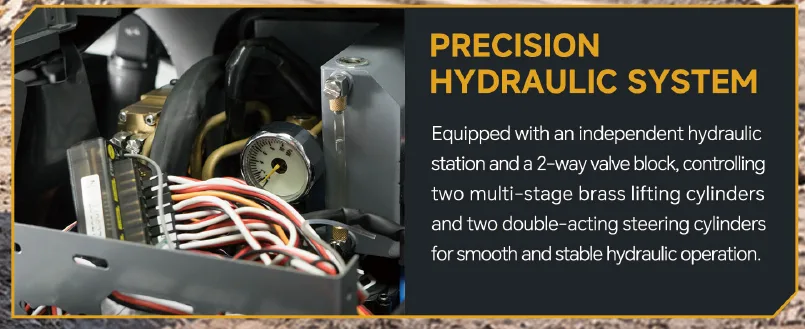 PRECISION
HYDRAULIC SYSTEM
Equipped with an independent hydraulic
station and a 2-way valve block, controlling
two multi-stage brass lifting cylinders
and two double-acting steering cylinders
for smooth and stable hydraulic operation.